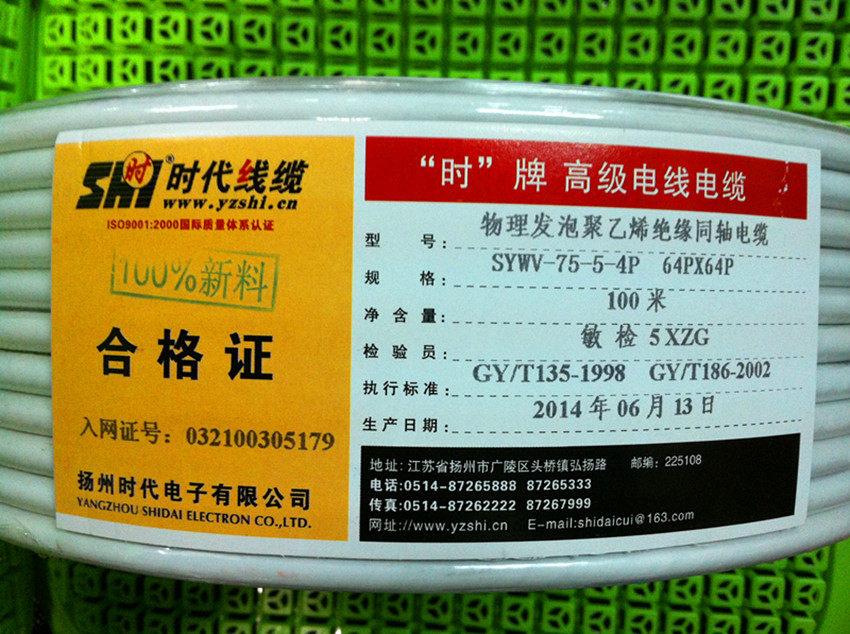 SHI 时 ® 时代线缆
www.yzshi.cn
ISO9001:2000国际质量体系认证
100%新料
合格证
入网证号：032100305179
扬州时代电子有限公司
YANGZHOU SHIDAI ELECTRON CO.,LTD.
“时”牌 高级电线电缆
型 号：物理发泡聚乙烯绝缘同轴电缆
规 格：SYWV-75-5-4P 64PX64P
净含量：100 米
检验员：敏检 5 XZG
执行标准：GY/T135-1998 GY/T186-2002
生产日期：2014 年 06 月 13 日
地址: 江苏省扬州市广陵区头桥镇弘扬路 邮编: 225108
电话:0514-87265888 87265333
传真:0514-87262222 87267999
网址://www.yzshi.cn E-mail:shidaicui@163.com